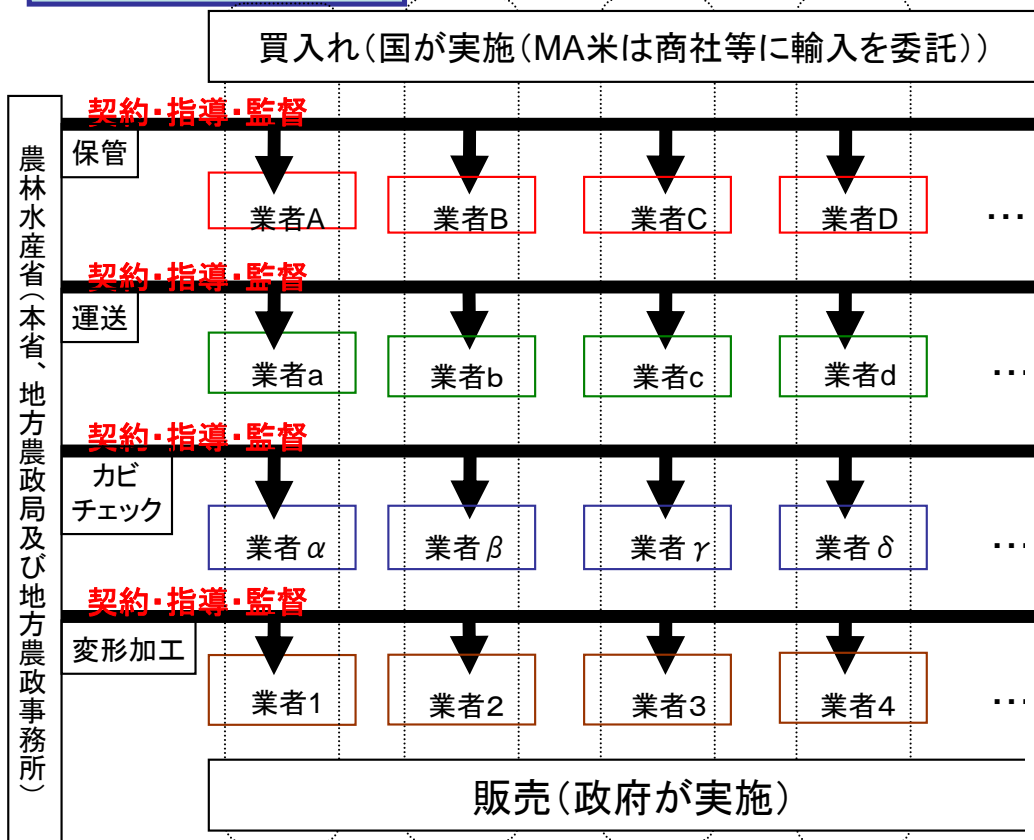 買入れ(国が実施(MA米は商社等に輸入を委託))
農林水産省(本省、地方農政局及び地方農政事務所)
契約・指導・監督
保管
業者A
業者B
業者C
業者D
…
契約・指導・監督
運送
業者a
業者b
業者c
業者d
…
契約・指導・監督
カビ
チェック
業者α
業者β
業者γ
業者δ
…
契約・指導・監督
変形加工
業者1
業者2
業者3
業者4
…
販売(政府が実施)